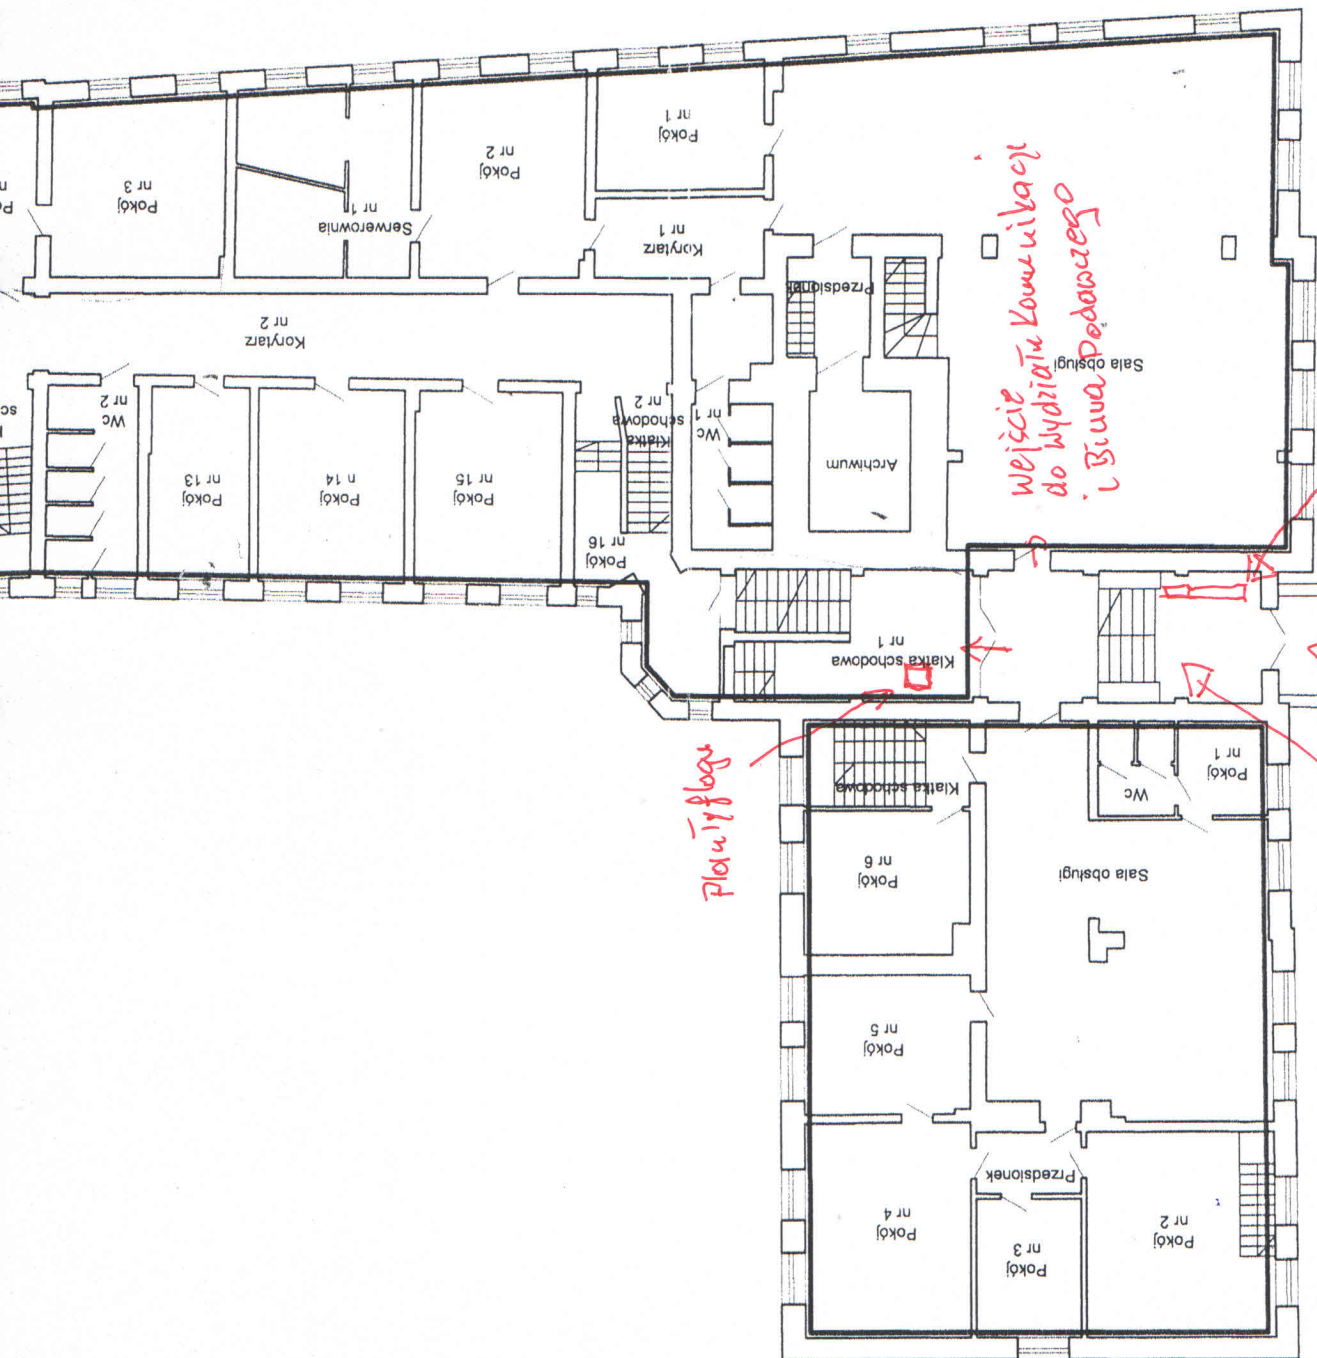 Pokój
nr 1
Pokój
nr 2
Serwerownia
nr 1
Pokój
nr 3
Korytarz
nr 1
Korytarz
nr 2
Przedsionek
Sala obsługi
wejście
do Wydziału Komunikacji
i Biura Podawczego
Wc
nr 2
Pokój
nr 13
Pokój
n 14
Pokój
nr 15
Pokój
nr 16
Klatka
schodowa
nr 2
Wc
nr 1
Archiwum
Klatka schodowa
nr 1
Klatka schodowa
Wc
Pokój
nr 1
Pokój
nr 6
Sala obsługi
Pokój
nr 5
Przedsionek
Pokój
nr 4
Pokój
nr 3
Pokój
nr 2